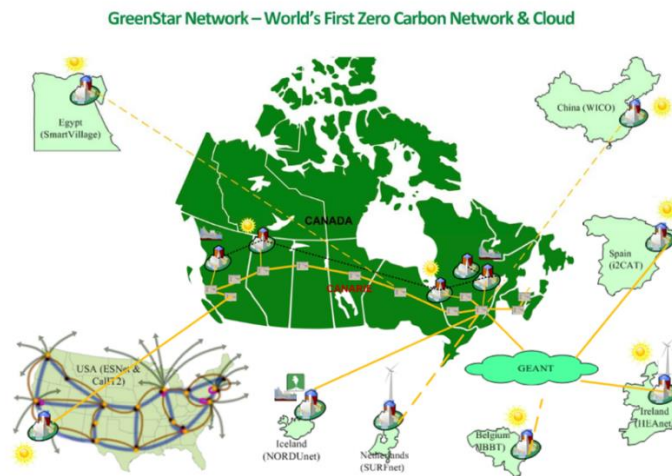 GreenStar Network – World's First Zero Carbon Network & Cloud
Egypt
(SmartVillage)
China (WICO)
CANADA
Spain
(i2CAT)
CANARIE
USA (ESNet &
CalIT2)
GEANT
Iceland
(NORDUnet)
Netherlands
(SURFnet)
Belgium
(IBBT)
Ireland
(HEAnet)